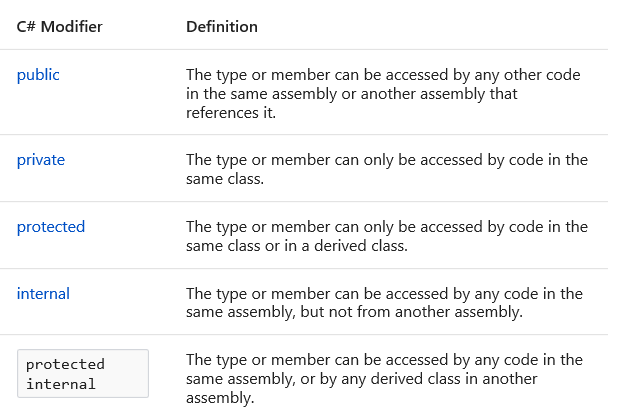 C# Modifier Definition
public The type or member can be accessed by any other code
in the same assembly or another assembly that
references it.
private The type or member can only be accessed by code in the
same class.
protected The type or member can only be accessed by code in the
same class or in a derived class.
internal The type or member can be accessed by any code in the
same assembly, but not from another assembly.
protected
internal
The type or member can be accessed by any code in the
same assembly, or by any derived class in another
assembly.